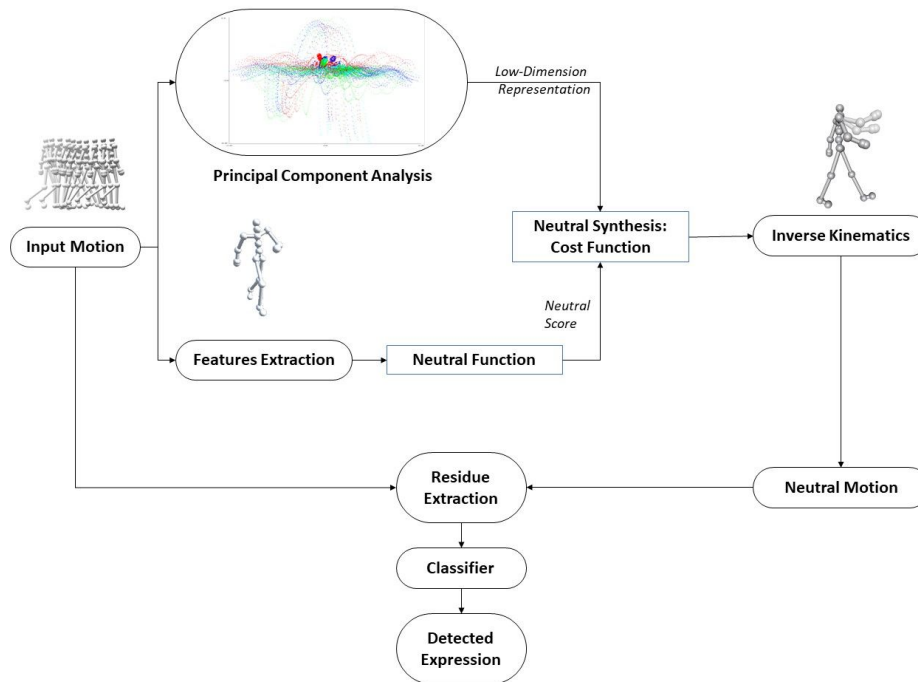 Low-Dimension
Representation
Principal Component Analysis
Input Motion
Neutral Synthesis:
Cost Function
Inverse Kinematics
Neutral
Score
Features Extraction
Neutral Function
Residue
Extraction
Neutral Motion
Classifier
Detected
Expression